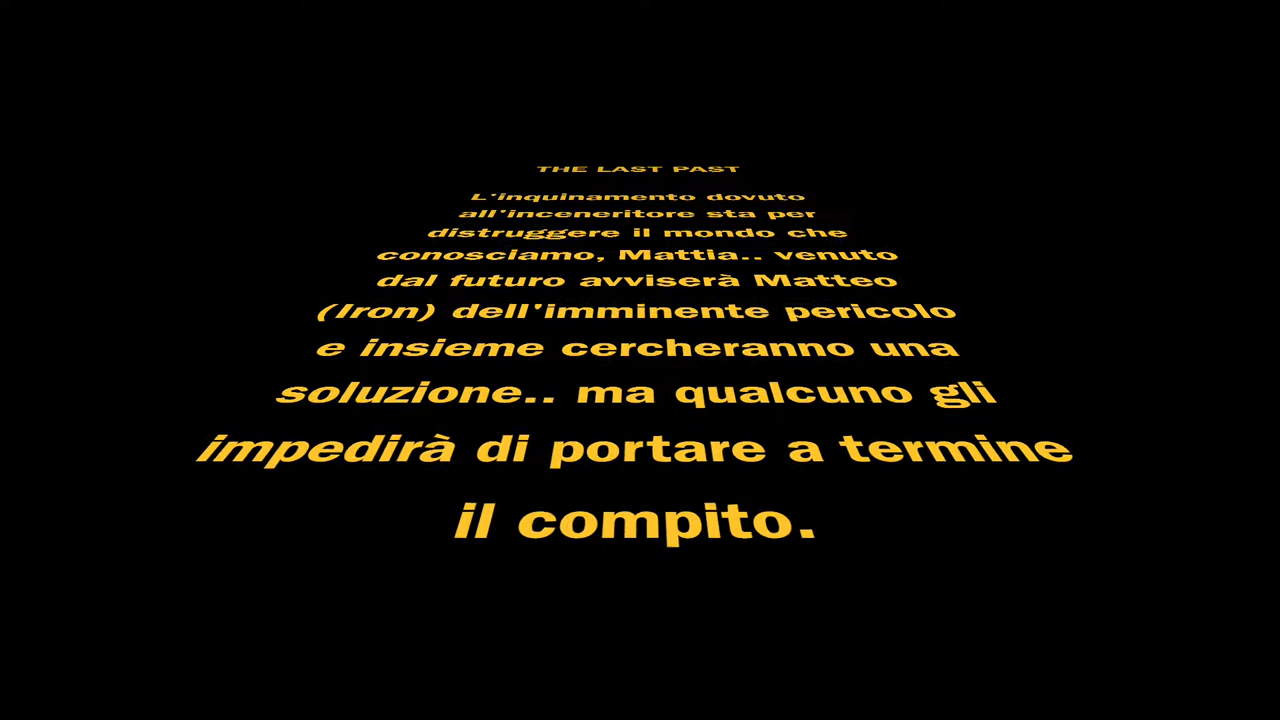 THE LAST PAST
L'inquinamento dovuto
all'inceneritore sta per
distruggere il mondo che
conosciamo, Mattia.. venuto
dal futuro avviserà Matteo
(Iron) dell'imminente pericolo
e insieme cercheranno una
soluzione.. ma qualcuno gli
impedirà di portare a termine
il compito.